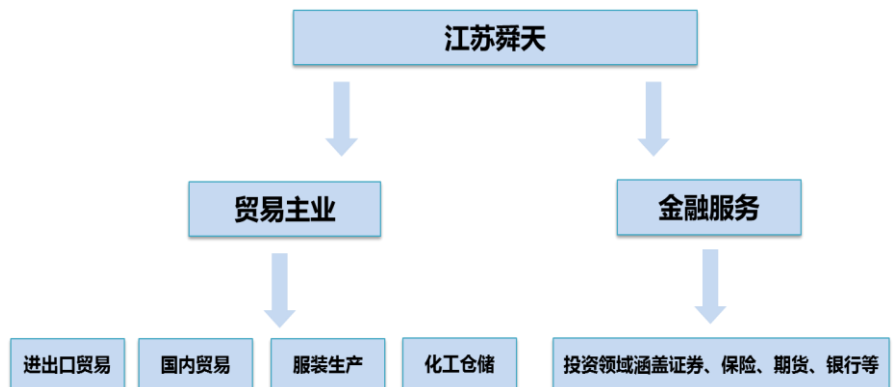 江苏舜天
贸易主业
金融服务
进出口贸易
国内贸易
服装生产
化工仓储
投资领域涵盖证券、保险、期货、银行等